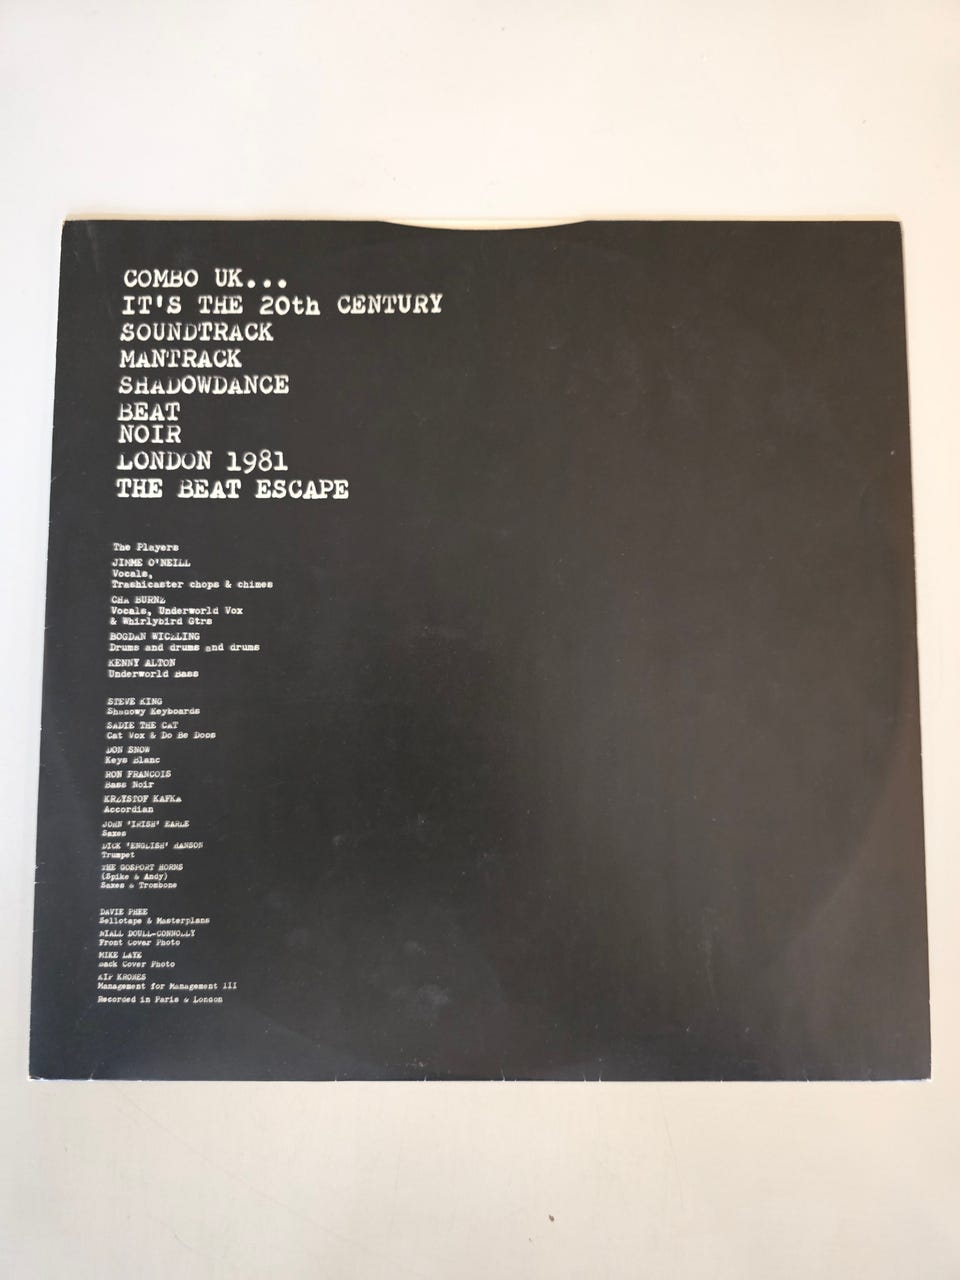 COMBO UK...
IT'S THE 20th CENTURY
SOUNDTRACK
MANTRACK
SHADOWDANCE
BEAT
NOIR
LONDON 1981
THE BEAT ESCAPE
The Players
JIMME O'NEILL
Vocals,
Trashicaster chops & chimes
CHA BURNZ
Vocals, Underworld Vox
& Whirlybird Gtrs
BOGDAN WICZLING
Drums and drums and drums
KENNY ALTON
Underworld Bass
STEVE KING
Shadowy Keyboards
SADIE THE CAT
Cat Vox & Do Be Doos
DON SNOW
Keys Blanc
RON FRANCOIS
Bass Noir
KRZYSTOF KAFKA
Accordian
JOHN 'IRISH' EARLE
Saxes
DICK 'ENGLISH' HANSON
Trumpet
THE GOSPORT HORNS
(Spike & Andy)
Saxes & Trombone
DAVIE PHEE
Sellotape & Masterplans
NIALL DOULL-CONNOLLY
Front Cover Photo
MIKE LAYE
Back Cover Photo
KIP KRONES
Management for Management III
Recorded in Paris & London